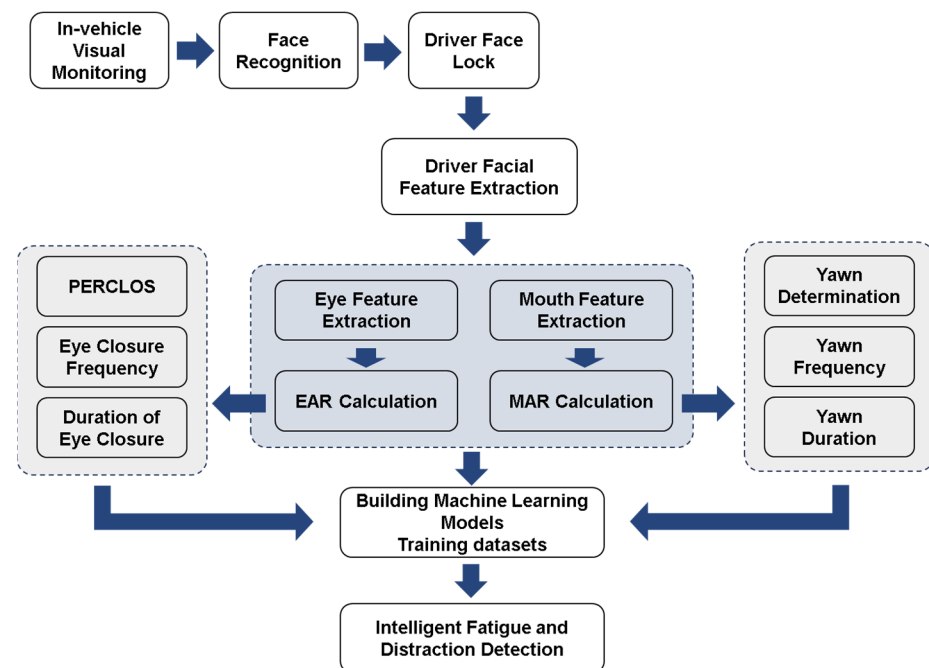 In-vehicle
Visual
Monitoring
Face
Recognition
Driver Face
Lock
Driver Facial
Feature Extraction
PERCLOS
Eye Closure
Frequency
Duration of
Eye Closure
Eye Feature
Extraction
EAR Calculation
Mouth Feature
Extraction
MAR Calculation
Yawn
Determination
Yawn
Frequency
Yawn
Duration
Building Machine Learning
Models
Training datasets
Intelligent Fatigue and
Distraction Detection